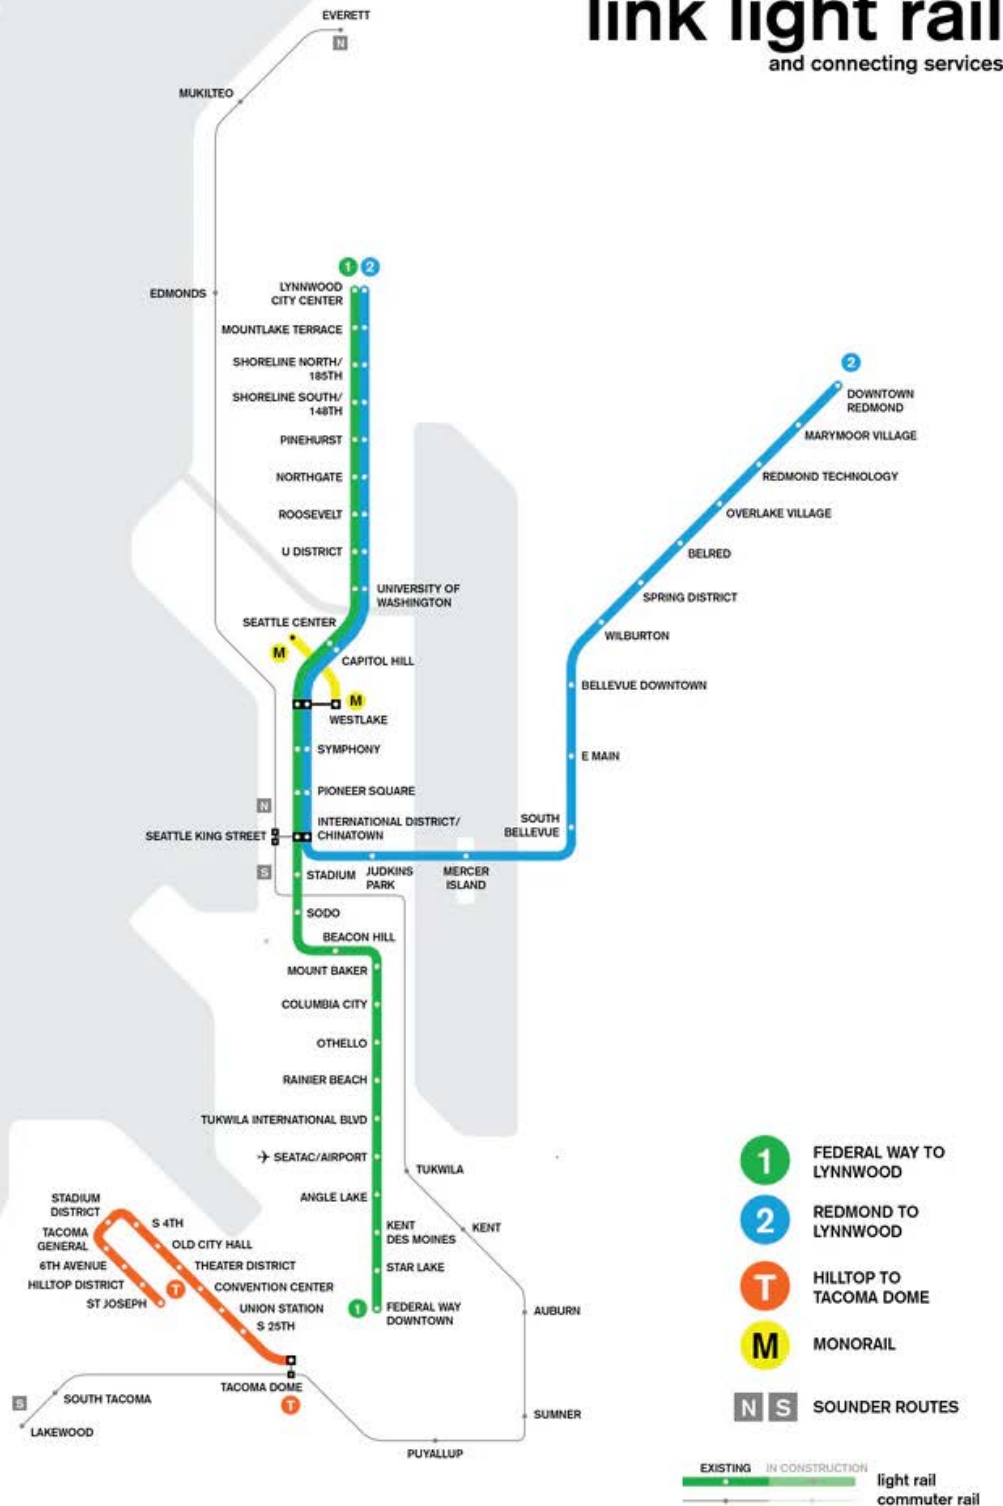 link light rail
and connecting services
EVERETT
N
MUKILTEO
EDMONDS
1
2
LYNNWOOD
CITY CENTER
MOUNTLAKE TERRACE
SHORELINE NORTH/
185TH
SHORELINE SOUTH/
148TH
PINEHURST
NORTHGATE
ROOSEVELT
U DISTRICT
UNIVERSITY OF
WASHINGTON
SEATTLE CENTER
M
CAPITOL HILL
M
WESTLAKE
SYMPHONY
PIONEER SQUARE
N
INTERNATIONAL DISTRICT/
CHINATOWN
SEATTLE KING STREET
S
STADIUM
JUDKINS
PARK
MERCER
ISLAND
SOUTH
BELLEVUE
E MAIN
BELLEVUE DOWNTOWN
WILBURTON
SPRING DISTRICT
BELRED
OVERLAKE VILLAGE
REDMOND TECHNOLOGY
MARYMOOR VILLAGE
DOWNTOWN
REDMOND
2
SODO
BEACON HILL
MOUNT BAKER
COLUMBIA CITY
OTHELLO
RAINIER BEACH
TUKWILA INTERNATIONAL BLVD
SEATAC/AIRPORT
ANGLE LAKE
KENT
DES MOINES
STAR LAKE
1
FEDERAL WAY
DOWNTOWN
TUKWILA
KENT
AUBURN
SUMNER
PUYALLUP
STADIUM
DISTRICT
S 4TH
TACOMA
GENERAL
OLD CITY HALL
6TH AVENUE
THEATER DISTRICT
HILLTOP DISTRICT
T
CONVENTION CENTER
ST JOSEPH
UNION STATION
S 25TH
TACOMA DOME
T
S
SOUTH TACOMA
LAKEWOOD
1
FEDERAL WAY TO
LYNNWOOD
2
REDMOND TO
LYNNWOOD
T
HILLTOP TO
TACOMA DOME
M
MONORAIL
N S
SOUNDER ROUTES
EXISTING IN CONSTRUCTION
light rail
commuter rail